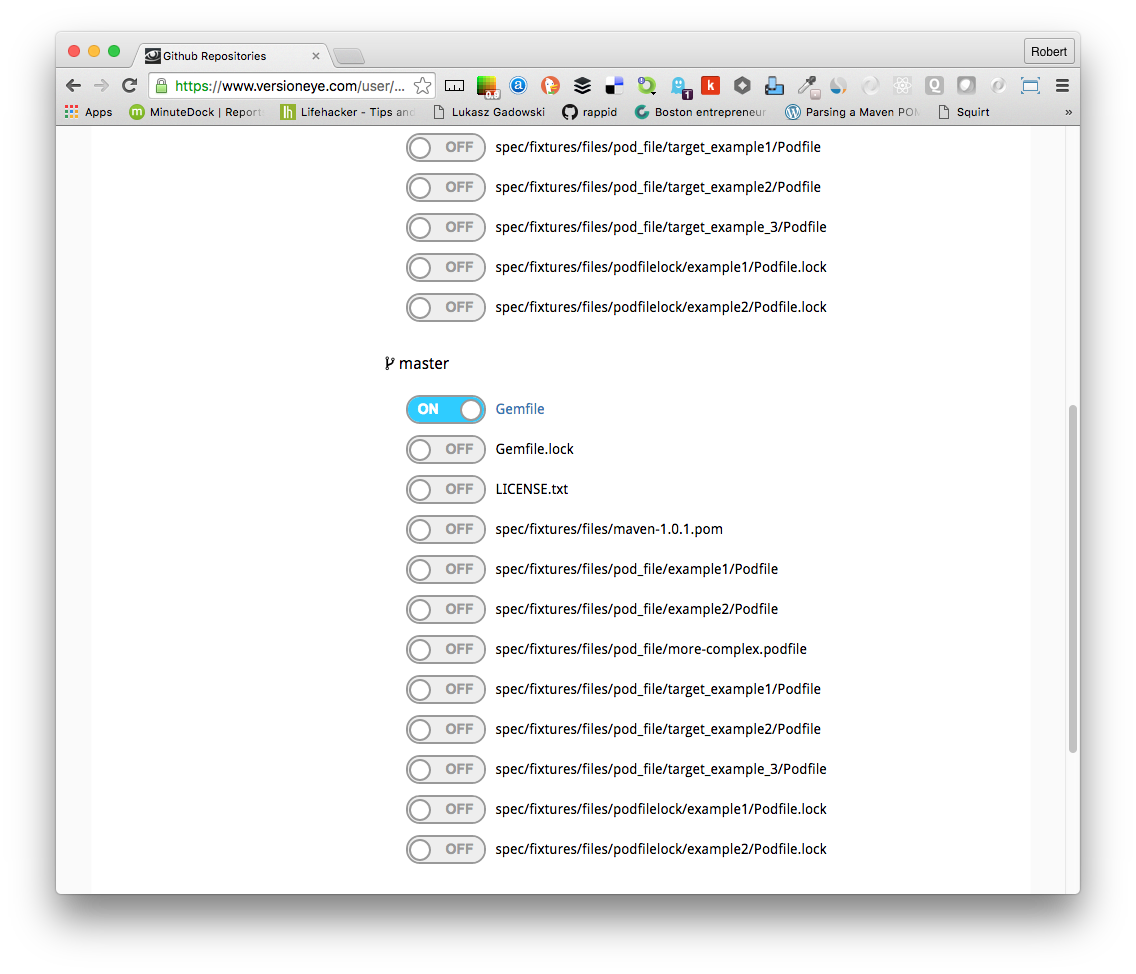 Github Repositories
Robert
https://www.versioneye.com/user/...
0.5
1
Apps
MinuteDock | Report
Lifehacker - Tips and
Lukasz Gadowski
rappid
Boston entrepreneur
Parsing a Maven POM
Squirt
»
OFF spec/fixtures/files/pod_file/target_example1/Podfile
OFF spec/fixtures/files/pod_file/target_example2/Podfile
OFF spec/fixtures/files/pod_file/target_example_3/Podfile
OFF spec/fixtures/files/podfilelock/example1/Podfile.lock
OFF spec/fixtures/files/podfilelock/example2/Podfile.lock
master
ON Gemfile
OFF Gemfile.lock
OFF LICENSE.txt
OFF spec/fixtures/files/maven-1.0.1.pom
OFF spec/fixtures/files/pod_file/example1/Podfile
OFF spec/fixtures/files/pod_file/example2/Podfile
OFF spec/fixtures/files/pod_file/more-complex.podfile
OFF spec/fixtures/files/pod_file/target_example1/Podfile
OFF spec/fixtures/files/pod_file/target_example2/Podfile
OFF spec/fixtures/files/pod_file/target_example_3/Podfile
OFF spec/fixtures/files/podfilelock/example1/Podfile.lock
OFF spec/fixtures/files/podfilelock/example2/Podfile.lock